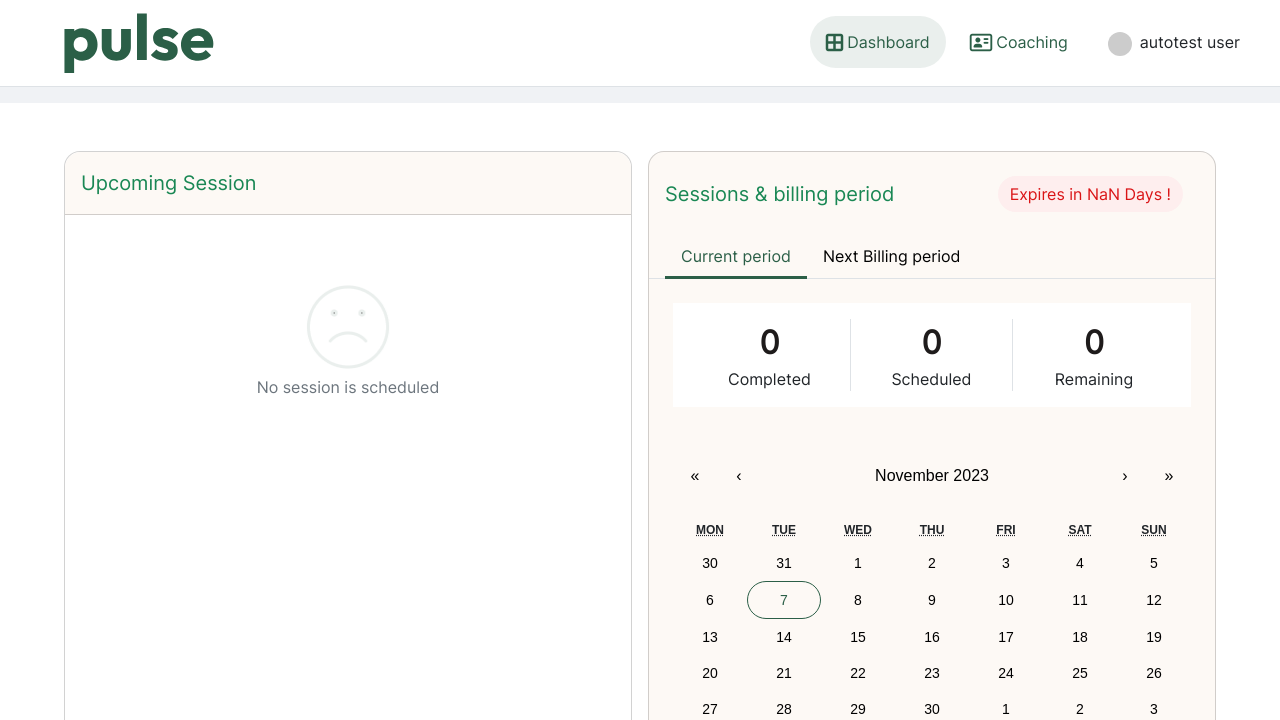 pulse
Dashboard
Coaching
autotest user
Upcoming Session
No session is scheduled
Sessions & billing period
Expires in NaN Days !
Current period
Next Billing period
0 0 0
Completed Scheduled Remaining
« ‹ November 2023 › »
MON TUE WED THU FRI SAT SUN
30 31 1 2 3 4 5
6 7 8 9 10 11 12
13 14 15 16 17 18 19
20 21 22 23 24 25 26
27 28 29 30 1 2 3